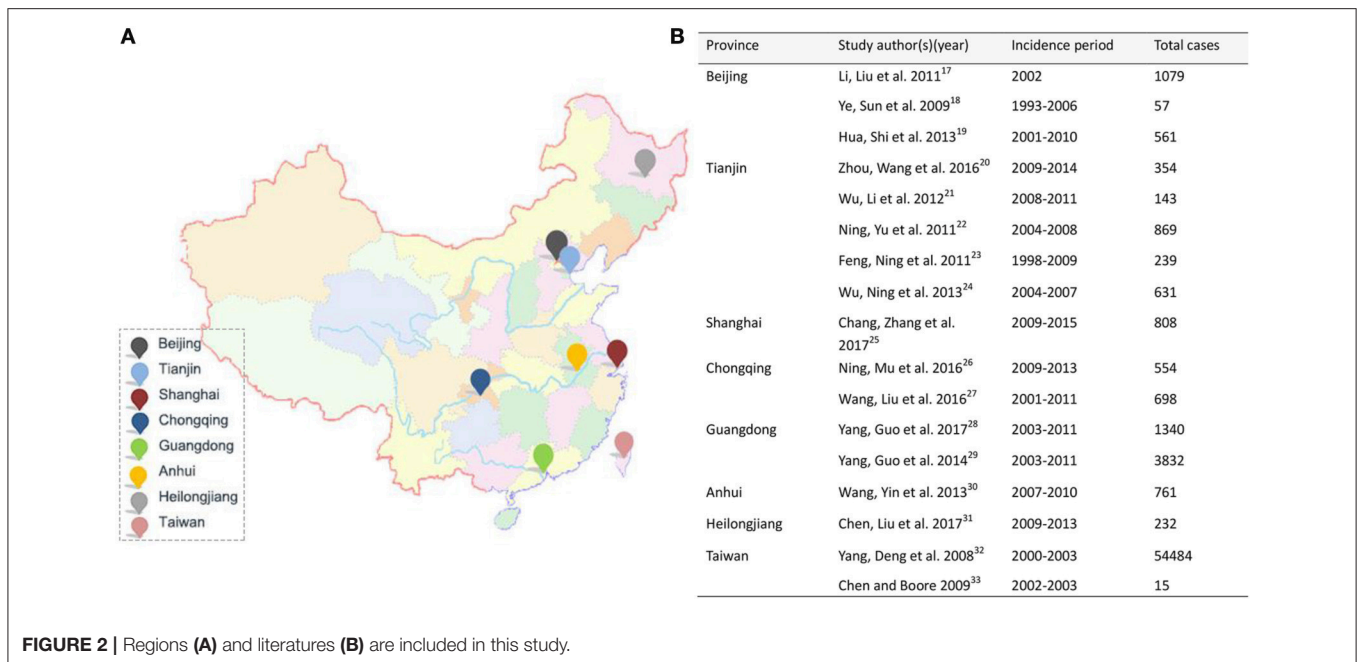 A
Beijing
Tianjin
Shanghai
Chongqing
Guangdong
Anhui
Heilongjiang
Taiwan
B
Province Study author(s)(year) Incidence period Total cases
Beijing Li, Liu et al. 2011¹⁷ 2002 1079
Ye, Sun et al. 2009¹⁸ 1993-2006 57
Hua, Shi et al. 2013¹⁹ 2001-2010 561
Tianjin Zhou, Wang et al. 2016²⁰ 2009-2014 354
Wu, Li et al. 2012²¹ 2008-2011 143
Ning, Yu et al. 2011²² 2004-2008 869
Feng, Ning et al. 2011²³ 1998-2009 239
Wu, Ning et al. 2013²⁴ 2004-2007 631
Shanghai Chang, Zhang et al. 2009-2015 808
2017²⁵
Chongqing Ning, Mu et al. 2016²⁶ 2009-2013 554
Wang, Liu et al. 2016²⁷ 2001-2011 698
Guangdong Yang, Guo et al. 2017²⁸ 2003-2011 1340
Yang, Guo et al. 2014²⁹ 2003-2011 3832
Anhui Wang, Yin et al. 2013³⁰ 2007-2010 761
Heilongjiang Chen, Liu et al. 2017³¹ 2009-2013 232
Taiwan Yang, Deng et al. 2008³² 2000-2003 54484
Chen and Boore 2009³³ 2002-2003 15
FIGURE 2 | Regions (A) and literatures (B) are included in this study.